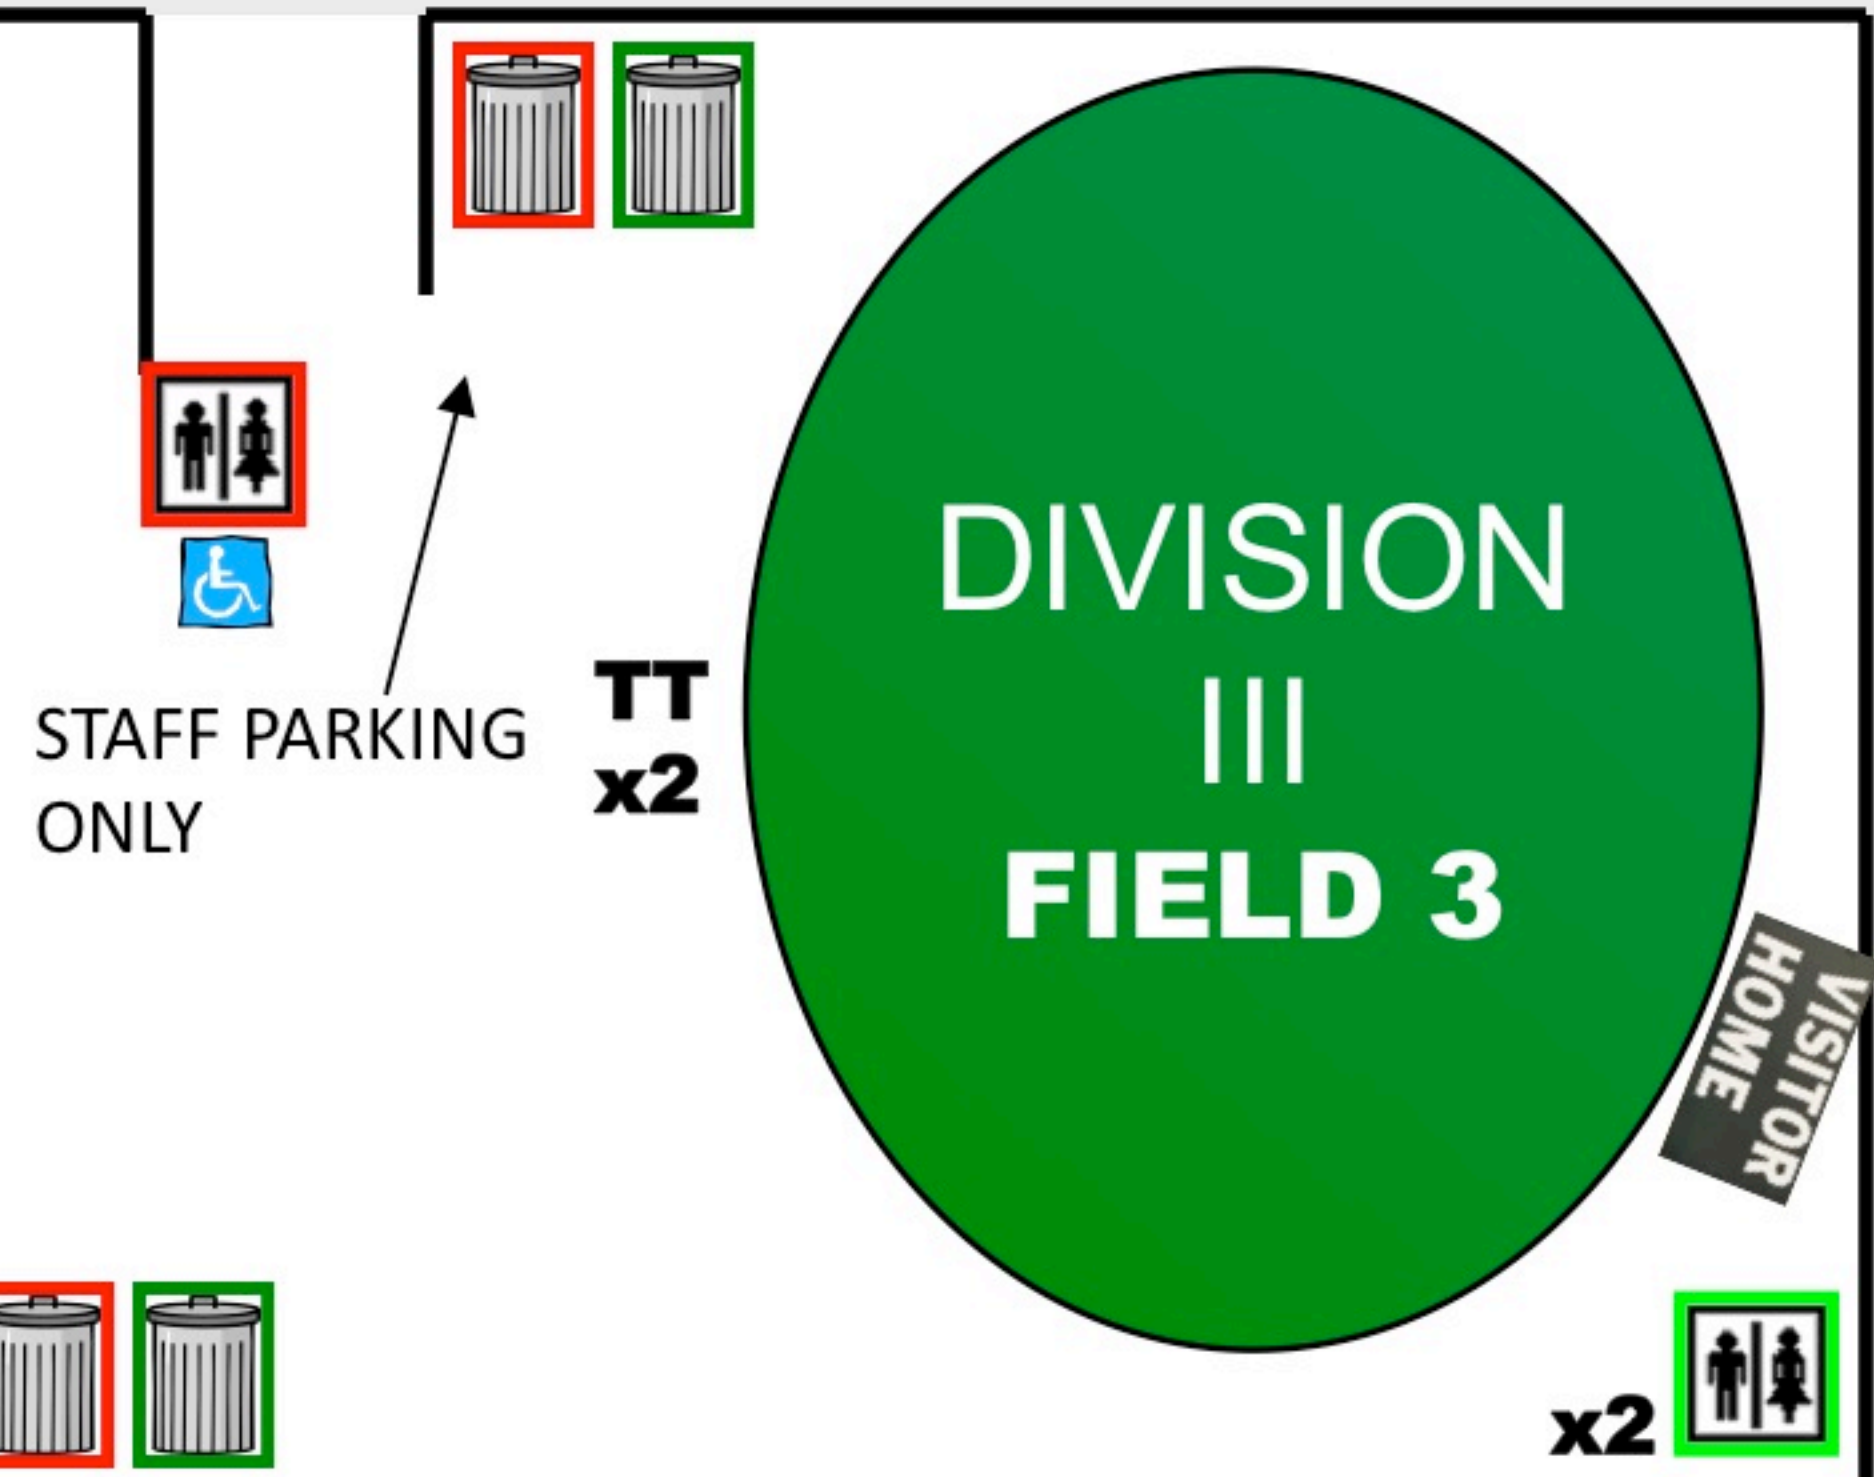 DIVISION
III
FIELD 3
TT
x2
STAFF PARKING
ONLY
VISITOR
HOME
x2